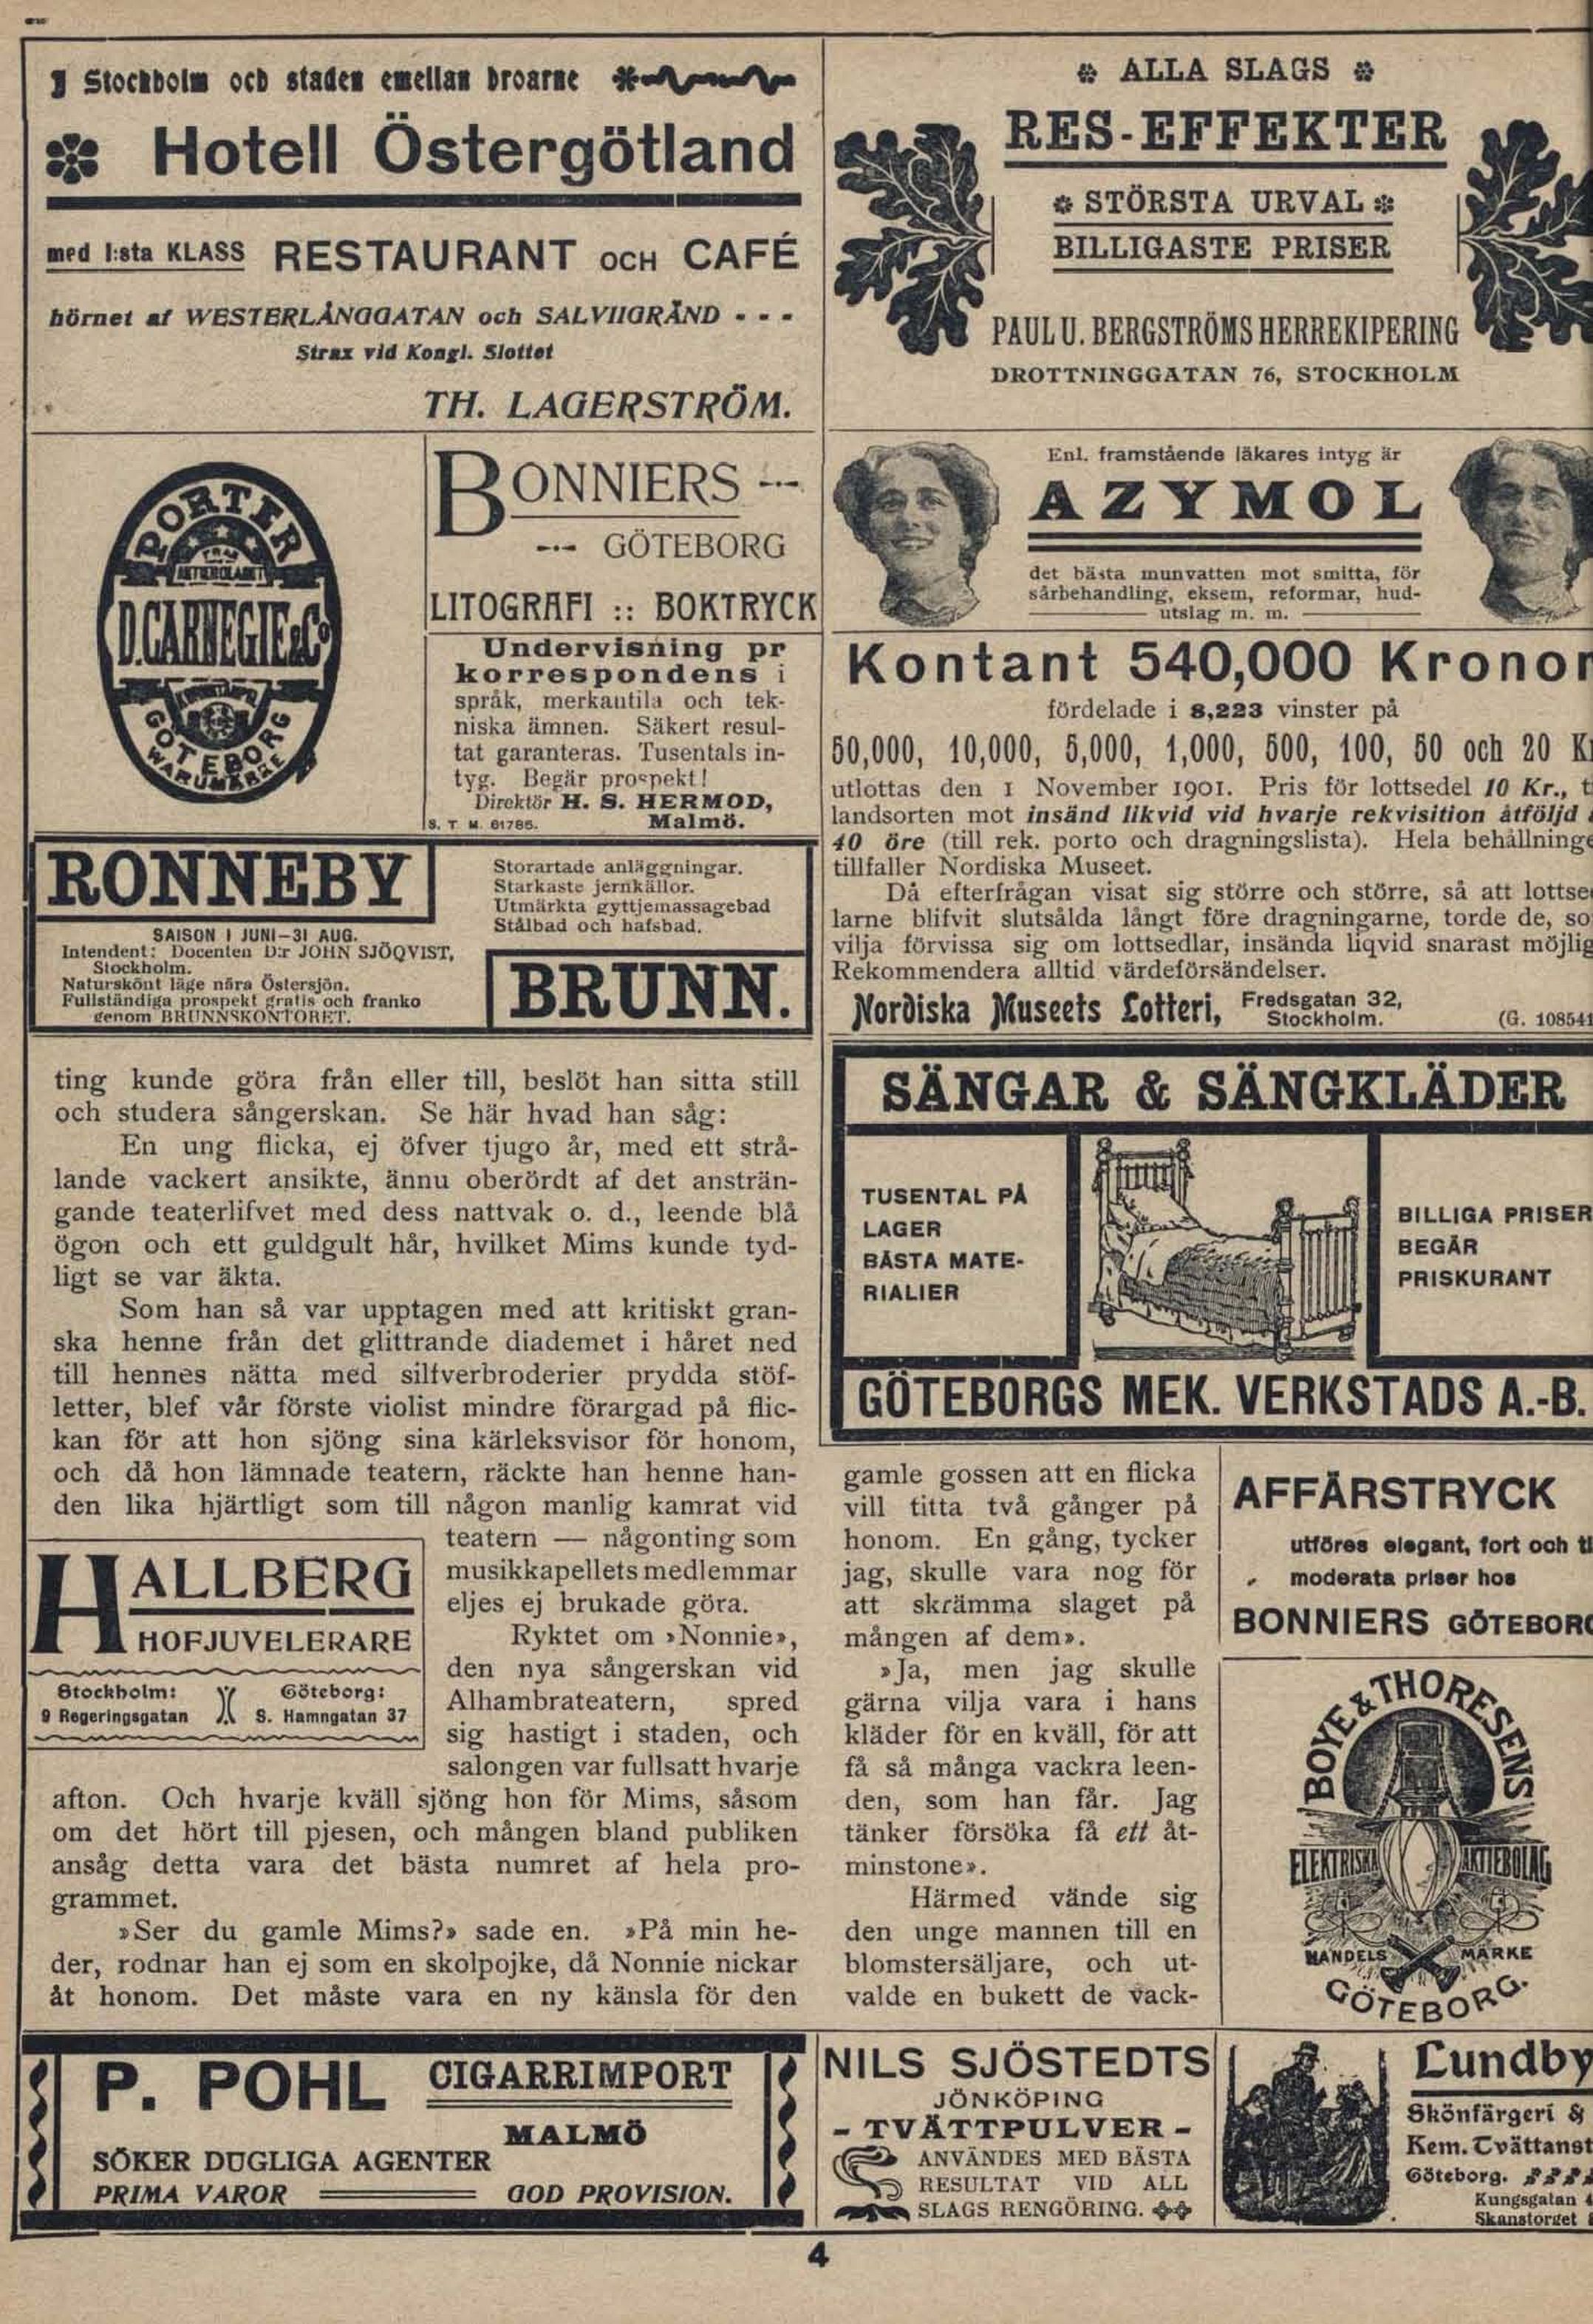 I Stockholm och staden emellan broarne
Hotell Östergötland
med I:sta KLASS RESTAURANT OCH CAFÉ
hörnet af WESTERLÅNGGATAN och SALVIIGRÄND - - -
Strax vid Kongl. Slottet
TH. LAGERSTRÖM.
ALLA SLAGS
RES-EFFEKTER
STÖRSTA URVAL
BILLIGASTE PRISER
PAUL U. BERGSTRÖMS HERREKIPERING
DROTTNINGGATAN 76, STOCKHOLM
PORTER
FRÅN
AKTIEBOLAGET
D. CARNEGIE & Co
GÖTEBORG
WARUMÄRKE
BONNIERS
GÖTEBORG
LITOGRAFI :: BOKTRYCK
Undervisning pr
korrespondens i
språk, merkantila och tek-
niska ämnen. Säkert resul-
tat garanteras. Tusentals in-
tyg. Begär prospekt!
Direktör H. S. HERMOD,
S. T. M. 61785. Malmö.
Enl. framstående läkares intyg är
AZYMOL
det bästa munvatten mot smitta, för
sårbehandling, eksem, reformar, hud-
utslag m. m.
Kontant 540,000 Kronor
fördelade i 8,223 vinster på
50,000, 10,000, 5,000, 1,000, 500, 100, 50 och 20 K
utlottas den 1 November 1901. Pris för lottsedel 10 Kr., t
landsorten mot insänd likvid vid hvarje rekvisition åtföljd
40 öre (till rek. porto och dragningslista). Hela behållninge
tillfaller Nordiska Museet.
Då efterfrågan visat sig större och större, så att lottse
larne blifvit slutsålda långt före dragningarne, torde de, so
vilja förvissa sig om lottsedlar, insända liqvid snarast möjlig
Rekommendera alltid värdeförsändelser.
Nordiska Museets Lotteri, Fredsgatan 32,
Stockholm. (G. 108541
RONNEBY
SAISON 1 JUNI-31 AUG.
Intendent: Docenten D:r JOHN SJÖQVIST,
Stockholm.
Naturskönt läge nära Östersjön.
Fullständiga prospekt gratis och franko
genom BRUNNSKONTORET.
Storartade anläggningar.
Starkaste jernkällor.
Utmärkta gyttjemassagebad
Stålbad och hafsbad.
BRUNN.
ting kunde göra från eller till, beslöt han sitta still
och studera sångerskan. Se här hvad han såg:
En ung flicka, ej öfver tjugo år, med ett strå-
lande vackert ansikte, ännu oberördt af det ansträn-
gande teaterlifvet med dess nattvak o. d., leende blå
ögon och ett guldgult hår, hvilket Mims kunde tyd-
ligt se var äkta.
Som han så var upptagen med att kritiskt gran-
ska henne från det glittrande diademet i håret ned
till hennes nätta med silfverbroderier prydda stöf-
letter, blef vår förste violist mindre förargad på flic-
kan för att hon sjöng sina kärleksvisor för honom,
och då hon lämnade teatern, räckte han henne han-
den lika hjärtligt som till någon manlig kamrat vid
teatern — någonting som
musikkapellets medlemmar
eljes ej brukade göra.
Ryktet om »Nonnie»,
den nya sångerskan vid
Alhambrateatern, spred
sig hastigt i staden, och
salongen var fullsatt hvarje
afton. Och hvarje kväll sjöng hon för Mims, såsom
om det hört till pjesen, och mången bland publiken
ansåg detta vara det bästa numret af hela pro-
grammet.
»Ser du gamle Mims?» sade en. »På min he-
der, rodnar han ej som en skolpojke, då Nonnie nickar
åt honom. Det måste vara en ny känsla för den
HALLBERG
HOFJUVELERARE
Stockholm: Göteborg:
9 Regeringsgatan S. Hamngatan 37
SÄNGAR & SÄNGKLÄDER
TUSENTAL PÅ
LAGER
BÄSTA MATE-
RIALIER
BILLIGA PRISER
BEGÄR
PRISKURANT
GÖTEBORGS MEK. VERKSTADS A.-B.
gamle gossen att en flicka
vill titta två gånger på
honom. En gång, tycker
jag, skulle vara nog för
att skrämma slaget på
mången af dem».
»Ja, men jag skulle
gärna vilja vara i hans
kläder för en kväll, för att
få så många vackra leen-
den, som han får. Jag
tänker försöka få ett åt-
minstone».
Härmed vände sig
den unge mannen till en
blomstersäljare, och ut-
valde en bukett de vack-
AFFÄRSTRYCK
utföres elegant, fort och ti
moderata priser hos
BONNIERS GÖTEBOR
BOYE & THORESENS
ELEKTRISKA AKTIEBOLAG
HANDELS MÄRKE
GÖTEBORG.
P. POHL CIGARRIMPORT
MALMÖ
SÖKER DUGLIGA AGENTER
PRIMA VAROR GOD PROVISION.
NILS SJÖSTEDTS
JÖNKÖPING
- TVÄTTPULVER -
ANVÄNDES MED BÄSTA
RESULTAT VID ALL
SLAGS RENGÖRING.
Lundby
Skönfärgeri &
Kem. Tvättanst
Göteborg.
Kungsgatan 4
Skanstorget
4